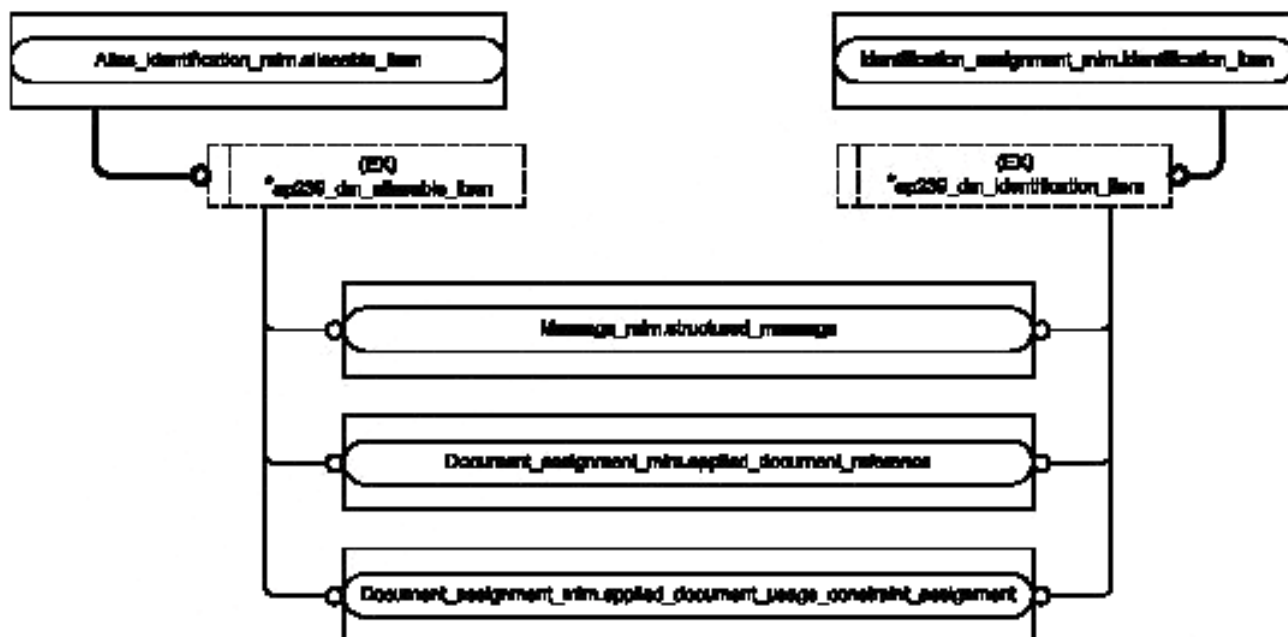 Alias_identification_mim.aliasable_item
Identification_assignment_mim.identification_item
(EX)
*ap239_dm_aliasable_item
(EX)
*ap239_dm_identification_item
Message_mim.structured_message
Document_assignment_mim.applied_document_reference
Document_assignment_mim.applied_document_usage_constraint_assignment